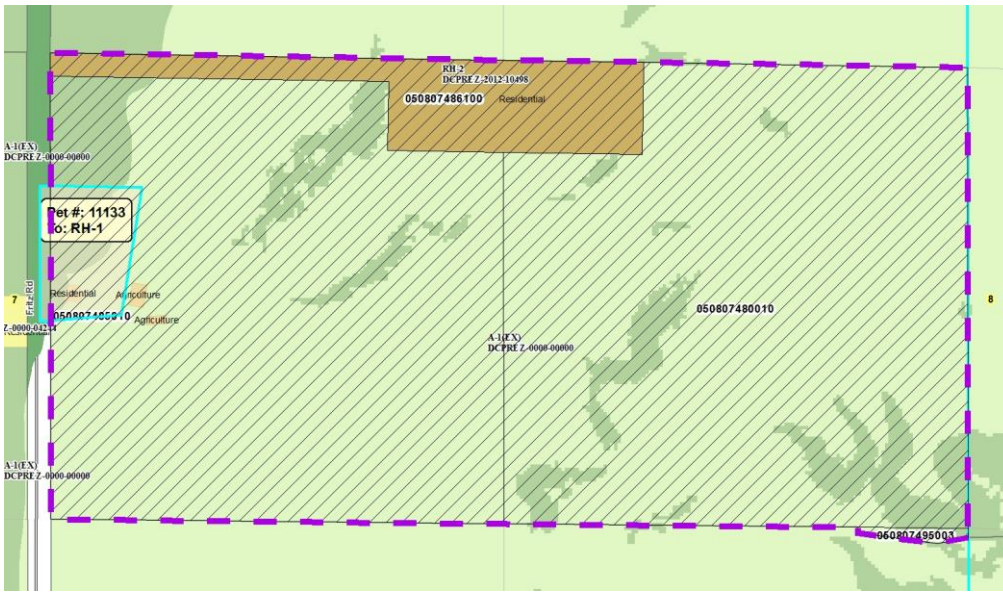 RH-2
DCPREZ-2012-10498
050807486100 Residential
A-1(EX)
DCPREZ-0000-00000
Pet #: 11133
To: RH-1
Fritz Rd
Residential Agriculture
7
050807480010
8
Agriculture
A-1(EX)
DCPREZ-0000-00000
A-1(EX)
DCPREZ-0000-00000
050807495003